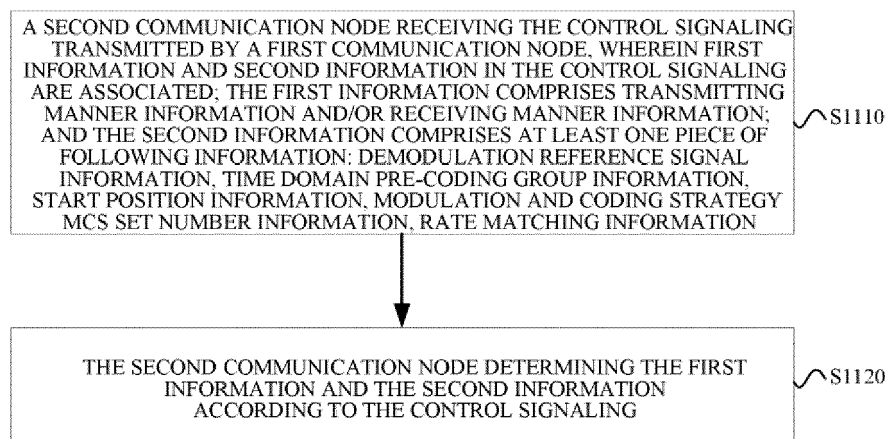 A SECOND COMMUNICATION NODE RECEIVING THE CONTROL SIGNALING
TRANSMITTED BY A FIRST COMMUNICATION NODE, WHEREIN FIRST
INFORMATION AND SECOND INFORMATION IN THE CONTROL SIGNALING
ARE ASSOCIATED; THE FIRST INFORMATION COMPRISES TRANSMITTING
MANNER INFORMATION AND/OR RECEIVING MANNER INFORMATION;
AND THE SECOND INFORMATION COMPRISES AT LEAST ONE PIECE OF
FOLLOWING INFORMATION: DEMODULATION REFERENCE SIGNAL
INFORMATION, TIME DOMAIN PRE-CODING GROUP INFORMATION,
START POSITION INFORMATION, MODULATION AND CODING STRATEGY
MCS SET NUMBER INFORMATION, RATE MATCHING INFORMATION
S1110
THE SECOND COMMUNICATION NODE DETERMINING THE FIRST
INFORMATION AND THE SECOND INFORMATION
ACCORDING TO THE CONTROL SIGNALING
S1120